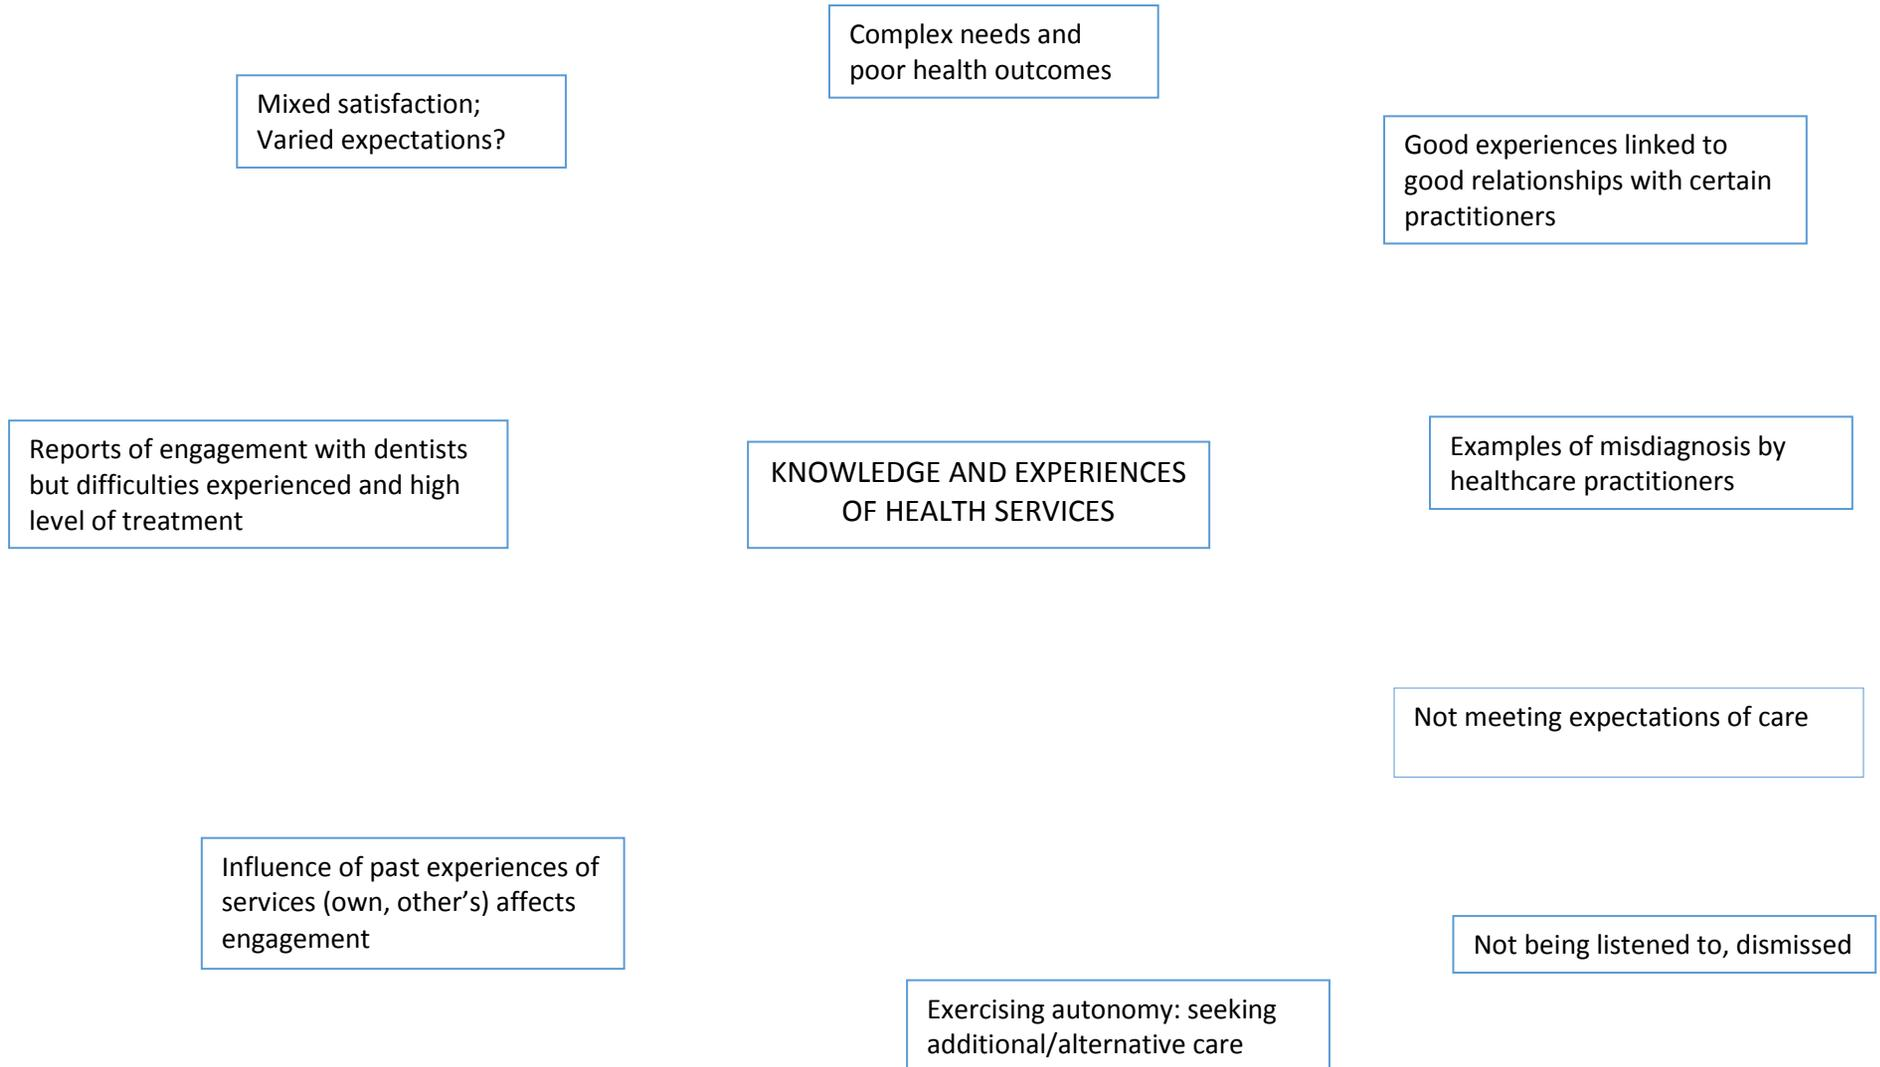 Complex needs and
poor health outcomes
Mixed satisfaction;
Varied expectations?
Good experiences linked to
good relationships with certain
practitioners
Reports of engagement with dentists
but difficulties experienced and high
level of treatment
KNOWLEDGE AND EXPERIENCES
OF HEALTH SERVICES
Examples of misdiagnosis by
healthcare practitioners
Not meeting expectations of care
Influence of past experiences of
services (own, other’s) affects
engagement
Not being listened to, dismissed
Exercising autonomy: seeking
additional/alternative care